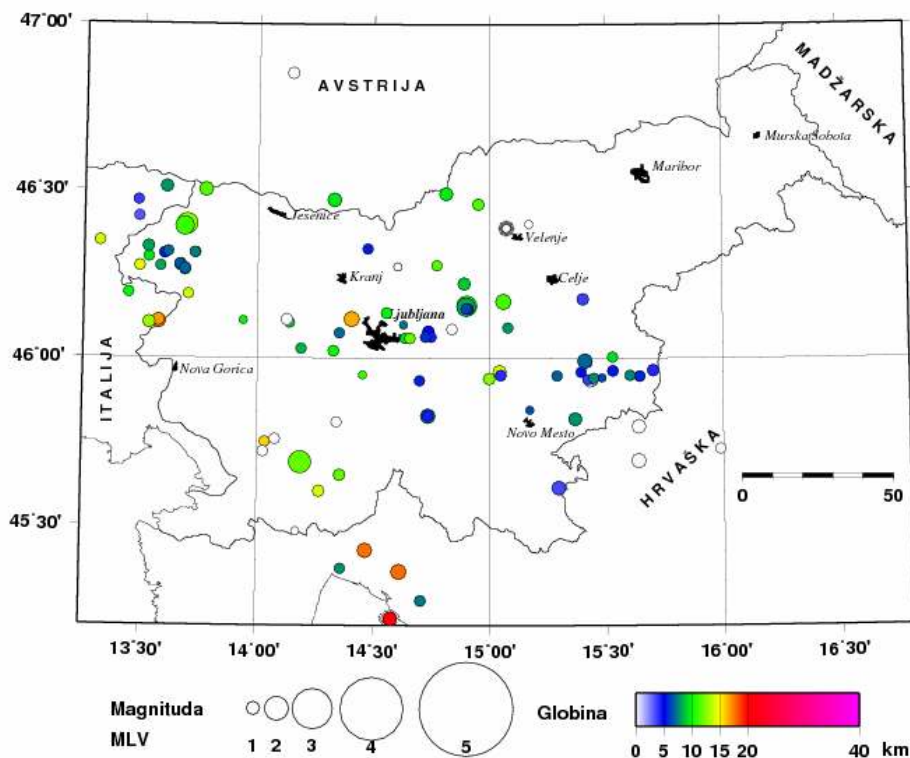 47°00'
AVSTRIJA
MADŽARSKA
Murska Sobota
46°30'
Maribor
Jesenice
Velenje
Kranj
Celje
Ljubljana
46°00'
ITALIJA
Nova Gorica
Novo Mesto
HRVAŠKA
0 50
45°30'
13°30' 14°00' 14°30' 15°00' 15°30' 16°00' 16°30'
Magnituda
MLV
1 2 3 4 5
Globina
0 5 10 15 20 40 km